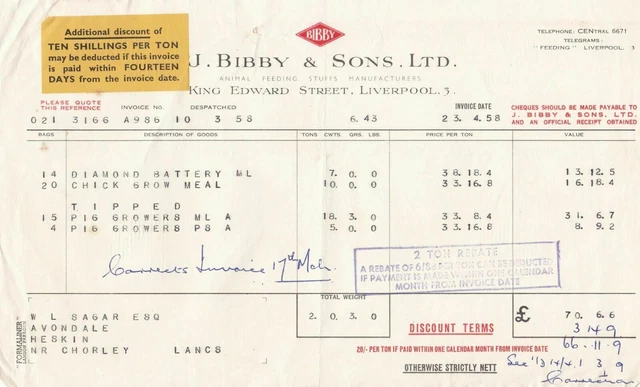 Additional discount of
TEN SHILLINGS PER TON
may be deducted if this invoice
is paid within FOURTEEN
DAYS from the invoice date.
BIBBY
TELEPHONE: CENtral 6671
TELEGRAMS:
"FEEDING" LIVERPOOL 3
J. BIBBY & SONS. LTD.
ANIMAL FEEDING STUFFS MANUFACTURERS
KING EDWARD STREET, LIVERPOOL, 3.
PLEASE QUOTE
THIS REFERENCE
INVOICE NO. DESPATCHED INVOICE DATE
CHEQUES SHOULD BE MADE PAYABLE TO
J. BIBBY & SONS. LTD.
AND AN OFFICIAL RECEIPT OBTAINED
021 3166 A986 10 3 58 6.43 23.4.58
BAGS DESCRIPTION OF GOODS TONS CWTS. QRS. LBS. PRICE PER TON VALUE
14 DIAMOND BATTERY ML 7. 0. 0 38.18.4 13.12.5
20 CHICK GROW MEAL 10. 0. 0 33.16.8 16.18.4
TIPPED
15 PIG GROWERS ML A 18. 3. 0 33. 8.4 31. 6.7
4 PIG GROWERS PS A 5. 0. 0 33.16.8 8. 9.2
Corrects Invoice 17th Mch.
2 TON REBATE
A REBATE OF 6/8 PER TON CAN BE DEDUCTED
IF PAYMENT IS MADE WITHIN ONE CALENDAR
MONTH FROM INVOICE DATE
TOTAL WEIGHT
W L SAGAR ESQ 2. 0. 3. 0 £ 70. 6.6
AVONDALE
HESKIN
NR CHORLEY LANCS
DISCOUNT TERMS 3 14 9
66 .11. 9
20/- PER TON IF PAID WITHIN ONE CALENDAR MONTH FROM INVOICE DATE
OTHERWISE STRICTLY NETT
"FORMALINER"